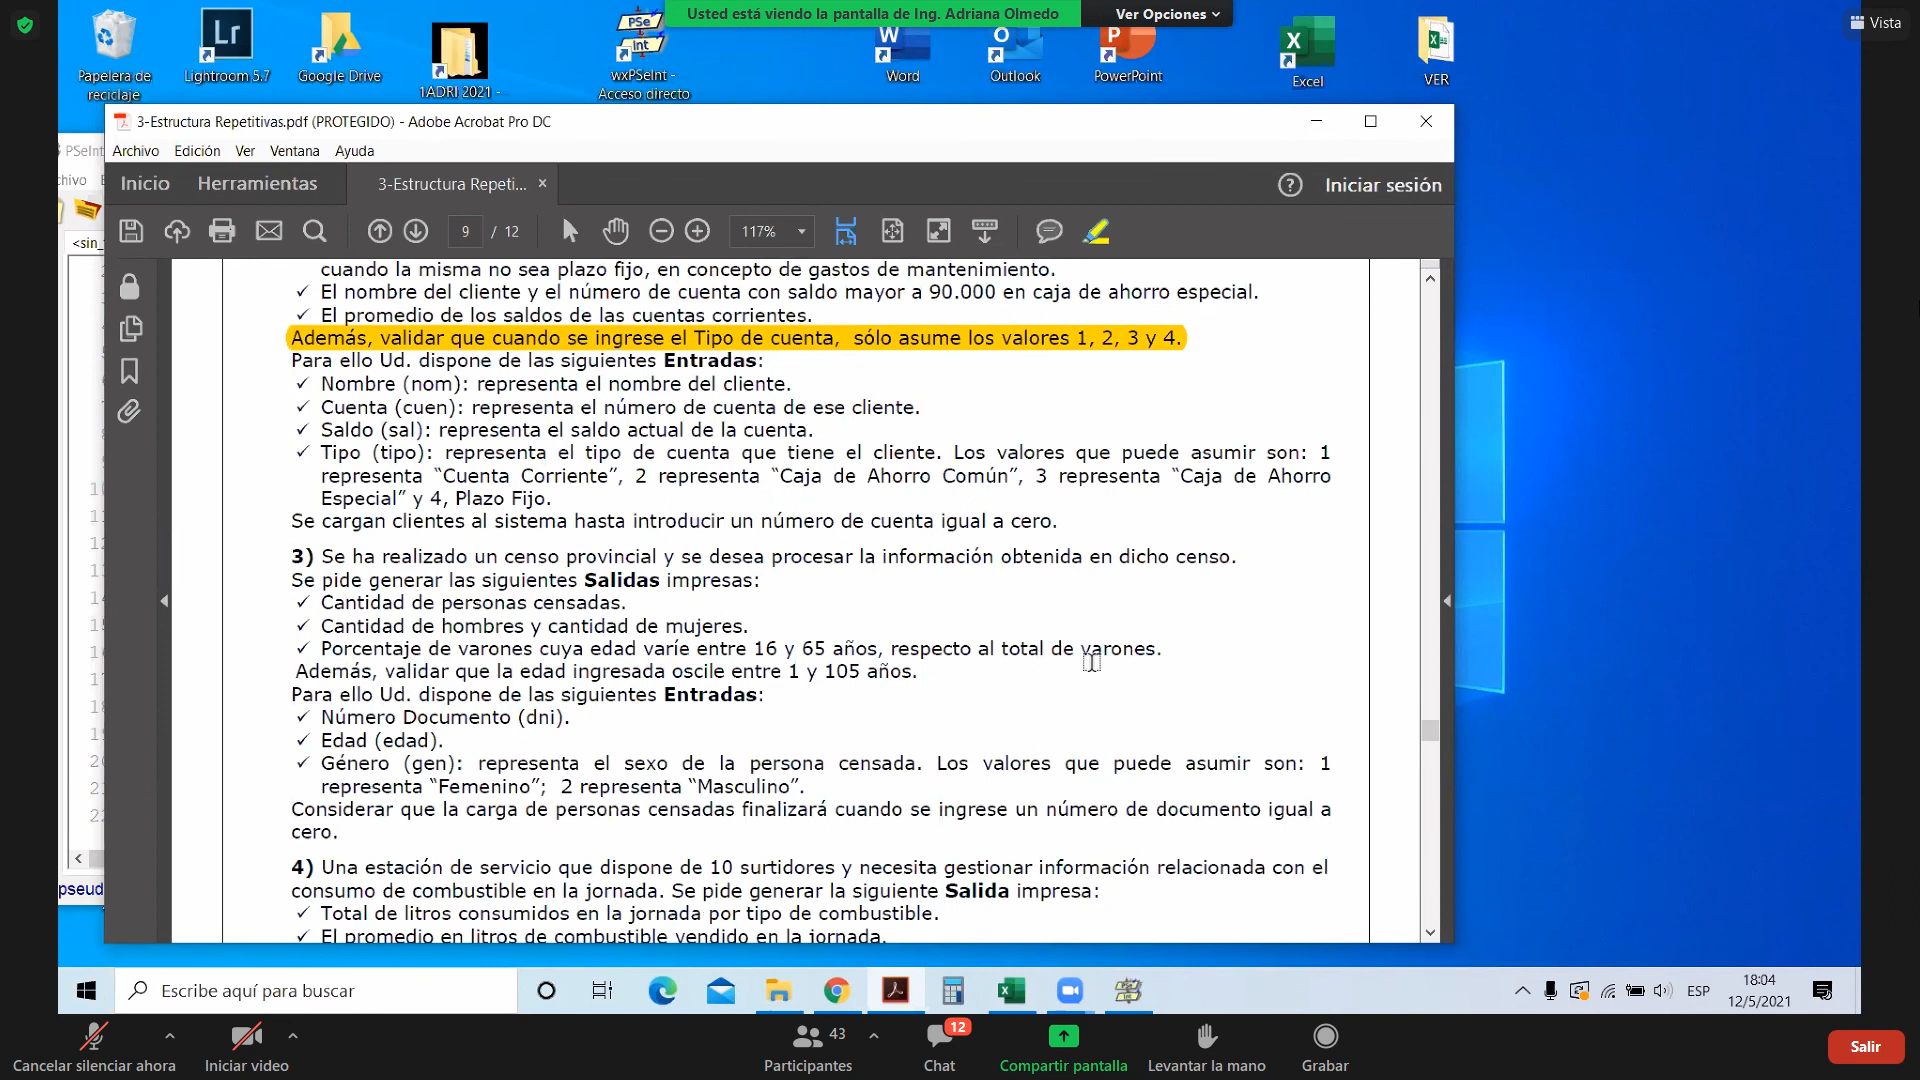 Usted está viendo la pantalla de Ing. Adriana Olmedo
Ver Opciones
Vista
Papelera de reciclaje
Lightroom 5.7
Google Drive
1ADRI 2021 -
wxPSeInt - Acceso directo
Word
Outlook
PowerPoint
Excel
VER
3-Estructura Repetitivas.pdf (PROTEGIDO) - Adobe Acrobat Pro DC
PSeInt
Archivo Edición Ver Ventana Ayuda
chivo
Inicio Herramientas 3-Estructura Repeti... × Iniciar sesión
9 / 12 117%
<sin_
cuando la misma no sea plazo fijo, en concepto de gastos de mantenimiento.
✓ El nombre del cliente y el número de cuenta con saldo mayor a 90.000 en caja de ahorro especial.
✓ El promedio de los saldos de las cuentas corrientes.
Además, validar que cuando se ingrese el Tipo de cuenta, sólo asume los valores 1, 2, 3 y 4.
Para ello Ud. dispone de las siguientes Entradas:
✓ Nombre (nom): representa el nombre del cliente.
✓ Cuenta (cuen): representa el número de cuenta de ese cliente.
✓ Saldo (sal): representa el saldo actual de la cuenta.
✓ Tipo (tipo): representa el tipo de cuenta que tiene el cliente. Los valores que puede asumir son: 1
representa “Cuenta Corriente”, 2 representa “Caja de Ahorro Común”, 3 representa “Caja de Ahorro
Especial” y 4, Plazo Fijo.
Se cargan clientes al sistema hasta introducir un número de cuenta igual a cero.
3) Se ha realizado un censo provincial y se desea procesar la información obtenida en dicho censo.
Se pide generar las siguientes Salidas impresas:
✓ Cantidad de personas censadas.
✓ Cantidad de hombres y cantidad de mujeres.
✓ Porcentaje de varones cuya edad varíe entre 16 y 65 años, respecto al total de varones.
Además, validar que la edad ingresada oscile entre 1 y 105 años.
Para ello Ud. dispone de las siguientes Entradas:
✓ Número Documento (dni).
✓ Edad (edad).
✓ Género (gen): representa el sexo de la persona censada. Los valores que puede asumir son: 1
representa “Femenino”; 2 representa “Masculino”.
Considerar que la carga de personas censadas finalizará cuando se ingrese un número de documento igual a
cero.
4) Una estación de servicio que dispone de 10 surtidores y necesita gestionar información relacionada con el
consumo de combustible en la jornada. Se pide generar la siguiente Salida impresa:
✓ Total de litros consumidos en la jornada por tipo de combustible.
✓ El promedio en litros de combustible vendido en la jornada.
pseud
Escribe aquí para buscar
ESP
18:04
12/5/2021
Cancelar silenciar ahora
Iniciar video
Participantes 43
Chat 12
Compartir pantalla
Levantar la mano
Grabar
Salir